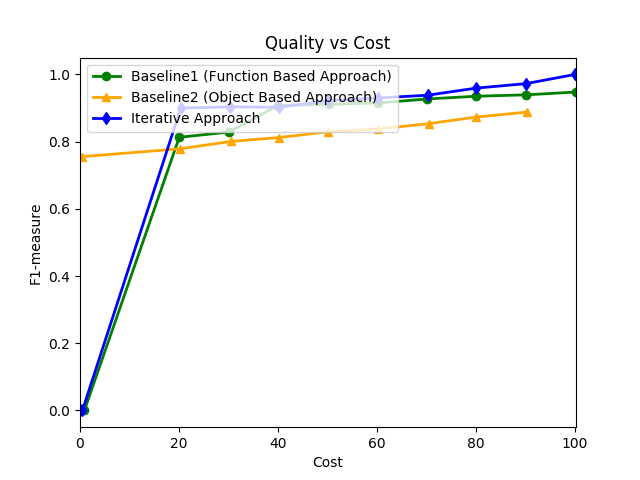 Quality vs Cost
Baseline1 (Function Based Approach)
Baseline2 (Object Based Approach)
Iterative Approach
1.0
0.8
0.6
0.4
0.2
0.0
F1-measure
0 20 40 60 80 100
Cost